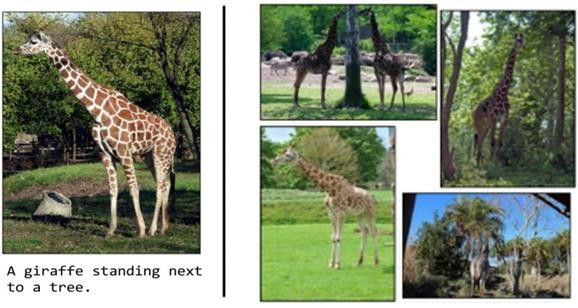 A giraffe standing next
to a tree.